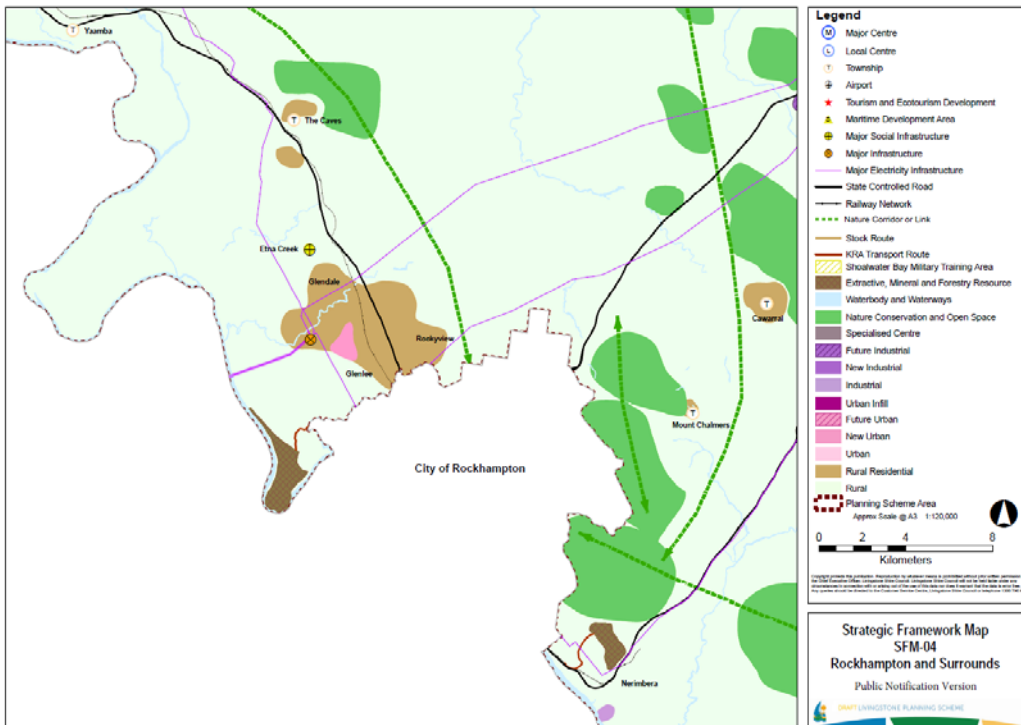 Yaamba
T
The Caves
T
Etna Creek
Glendale
Rockyview
Glenlee
Cawarral
T
Mount Chalmers
T
City of Rockhampton
Nerimbera
Legend
M Major Centre
L Local Centre
T Township
Airport
Tourism and Ecotourism Development
Maritime Development Area
Major Social Infrastructure
Major Infrastructure
Major Electricity Infrastructure
State Controlled Road
Railway Network
Nature Corridor or Link
Stock Route
KRA Transport Route
Shoalwater Bay Military Training Area
Extractive, Mineral and Forestry Resource
Waterbody and Waterways
Nature Conservation and Open Space
Specialised Centre
Future Industrial
New Industrial
Industrial
Urban Infill
Future Urban
New Urban
Urban
Rural Residential
Rural
Planning Scheme Area
Approx Scale @ A3 1:120,000
0 2 4 8
Kilometers
Strategic Framework Map
SFM-04
Rockhampton and Surrounds
Public Notification Version
DRAFT LIVINGSTONE PLANNING SCHEME